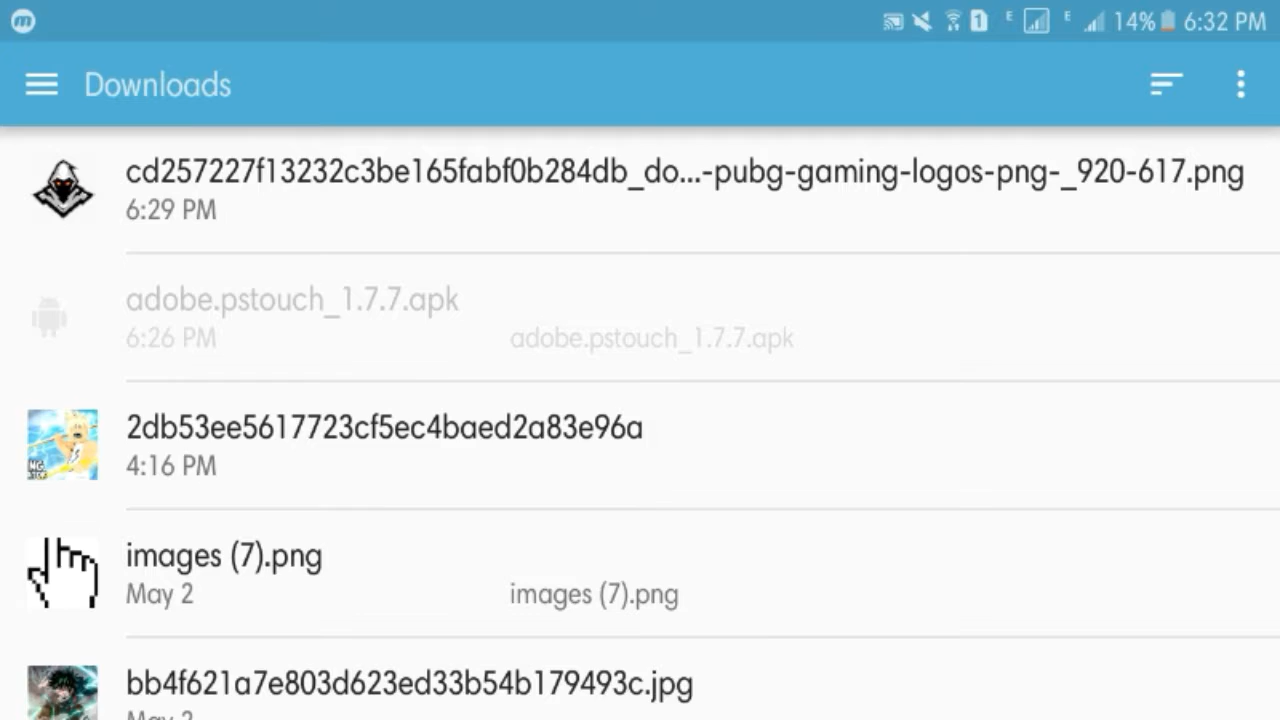 14% 6:32 PM
Downloads
cd257227f13232c3be165fabf0b284db_do...-pubg-gaming-logos-png-_920-617.png
6:29 PM
adobe.pstouch_1.7.7.apk
6:26 PM adobe.pstouch_1.7.7.apk
2db53ee5617723cf5ec4baed2a83e96a
4:16 PM
images (7).png
May 2 images (7).png
bb4f621a7e803d623ed33b54b179493c.jpg
May 2